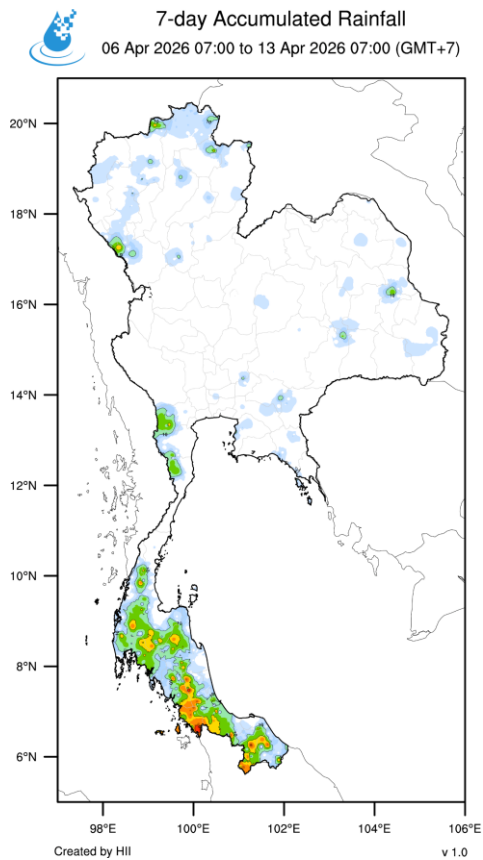 7-day Accumulated Rainfall
06 Apr 2026 07:00 to 13 Apr 2026 07:00 (GMT+7)
20°N
18°N
16°N
14°N
12°N
10°N
8°N
6°N
98°E 100°E 102°E 104°E 106°E
Created by HII v 1.0